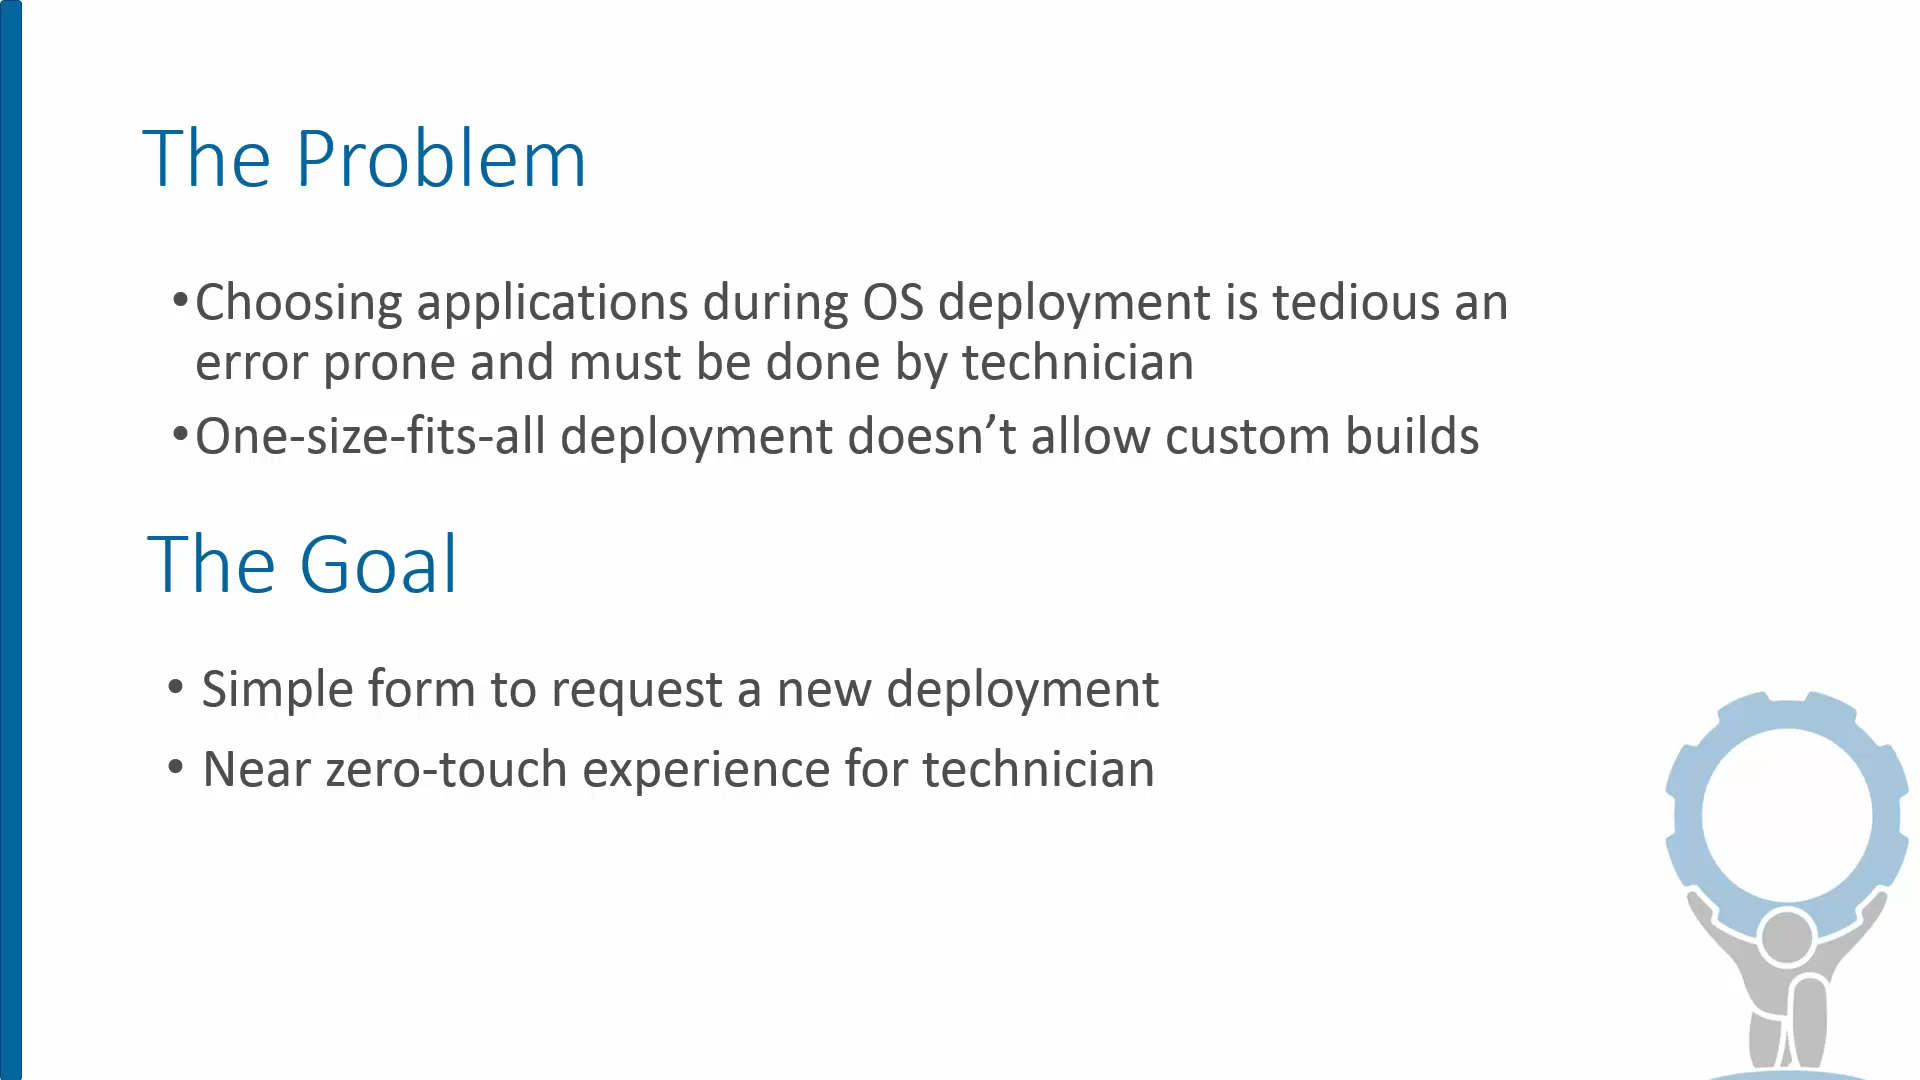 The Problem
•Choosing applications during OS deployment is tedious an
error prone and must be done by technician
•One-size-fits-all deployment doesn’t allow custom builds
The Goal
• Simple form to request a new deployment
• Near zero-touch experience for technician